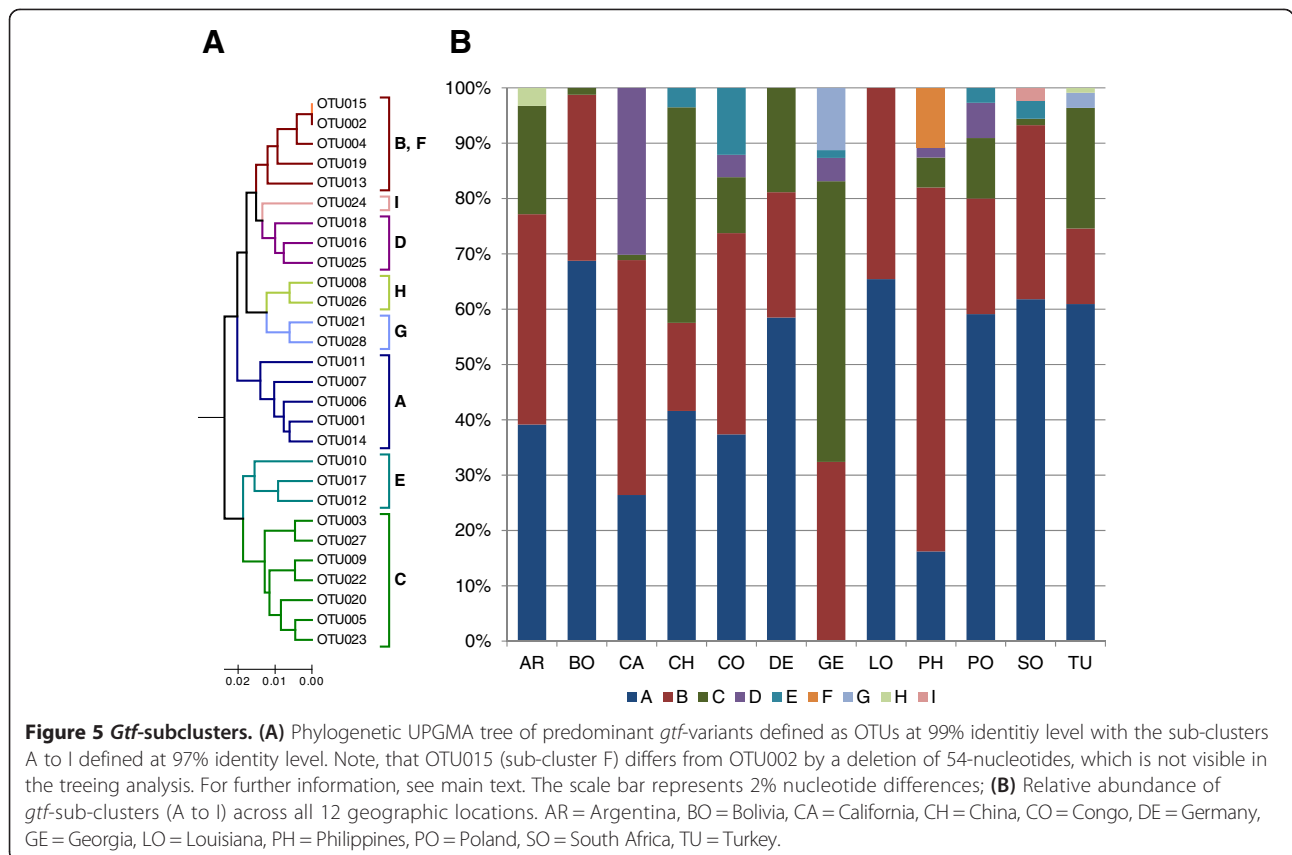 A
B
OTU015
OTU002
OTU004
OTU019
OTU013
B, F
OTU024
I
OTU018
OTU016
OTU025
D
OTU008
OTU026
H
OTU021
OTU028
G
OTU011
OTU007
OTU006
OTU001
OTU014
A
OTU010
OTU017
OTU012
E
OTU003
OTU027
OTU009
OTU022
OTU020
OTU005
OTU023
C
0.02 0.01 0.00
100%
90%
80%
70%
60%
50%
40%
30%
20%
10%
0%
AR BO CA CH CO DE GE LO PH PO SO TU
A B C D E F G H I
Figure 5 Gtf-subclusters. (A) Phylogenetic UPGMA tree of predominant gtf-variants defined as OTUs at 99% identitiy level with the sub-clusters
A to I defined at 97% identity level. Note, that OTU015 (sub-cluster F) differs from OTU002 by a deletion of 54-nucleotides, which is not visible in
the treeing analysis. For further information, see main text. The scale bar represents 2% nucleotide differences; (B) Relative abundance of
gtf-sub-clusters (A to I) across all 12 geographic locations. AR = Argentina, BO = Bolivia, CA = California, CH = China, CO = Congo, DE = Germany,
GE = Georgia, LO = Louisiana, PH = Philippines, PO = Poland, SO = South Africa, TU = Turkey.